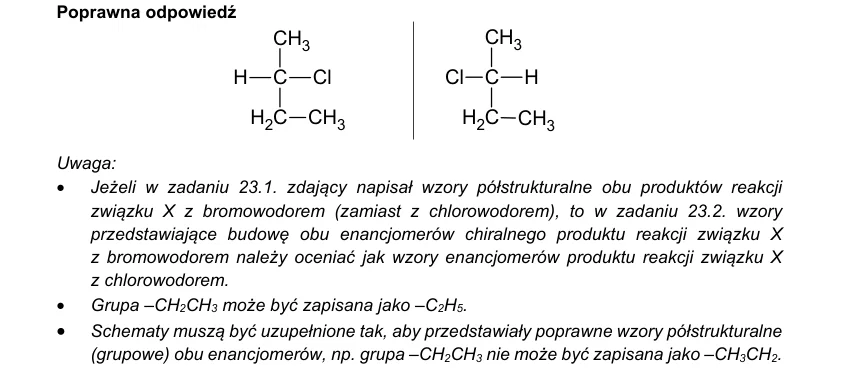 Poprawna odpowiedź
CH3 CH3
H—C—Cl Cl—C—H
H2C—CH3 H2C—CH3
Uwaga:
• Jeżeli w zadaniu 23.1. zdający napisał wzory półstrukturalne obu produktów reakcji
związku X z bromowodorem (zamiast z chlorowodorem), to w zadaniu 23.2. wzory
przedstawiające budowę obu enancjomerów chiralnego produktu reakcji związku X
z bromowodorem należy oceniać jak wzory enancjomerów produktu reakcji związku X
z chlorowodorem.
• Grupa –CH2CH3 może być zapisana jako –C2H5.
• Schematy muszą być uzupełnione tak, aby przedstawiały poprawne wzory półstrukturalne
(grupowe) obu enancjomerów, np. grupa –CH2CH3 nie może być zapisana jako –CH3CH2.